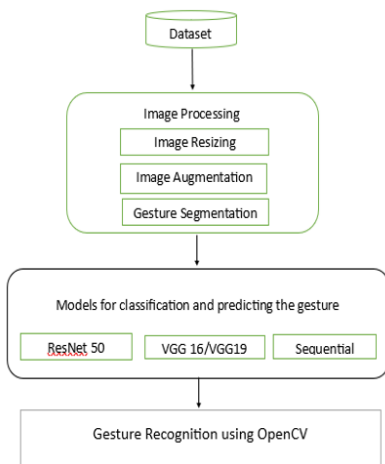 Dataset
Image Processing
Image Resizing
Image Augmentation
Gesture Segmentation
Models for classification and predicting the gesture
ResNet 50
VGG 16/VGG19
Sequential
Gesture Recognition using OpenCV